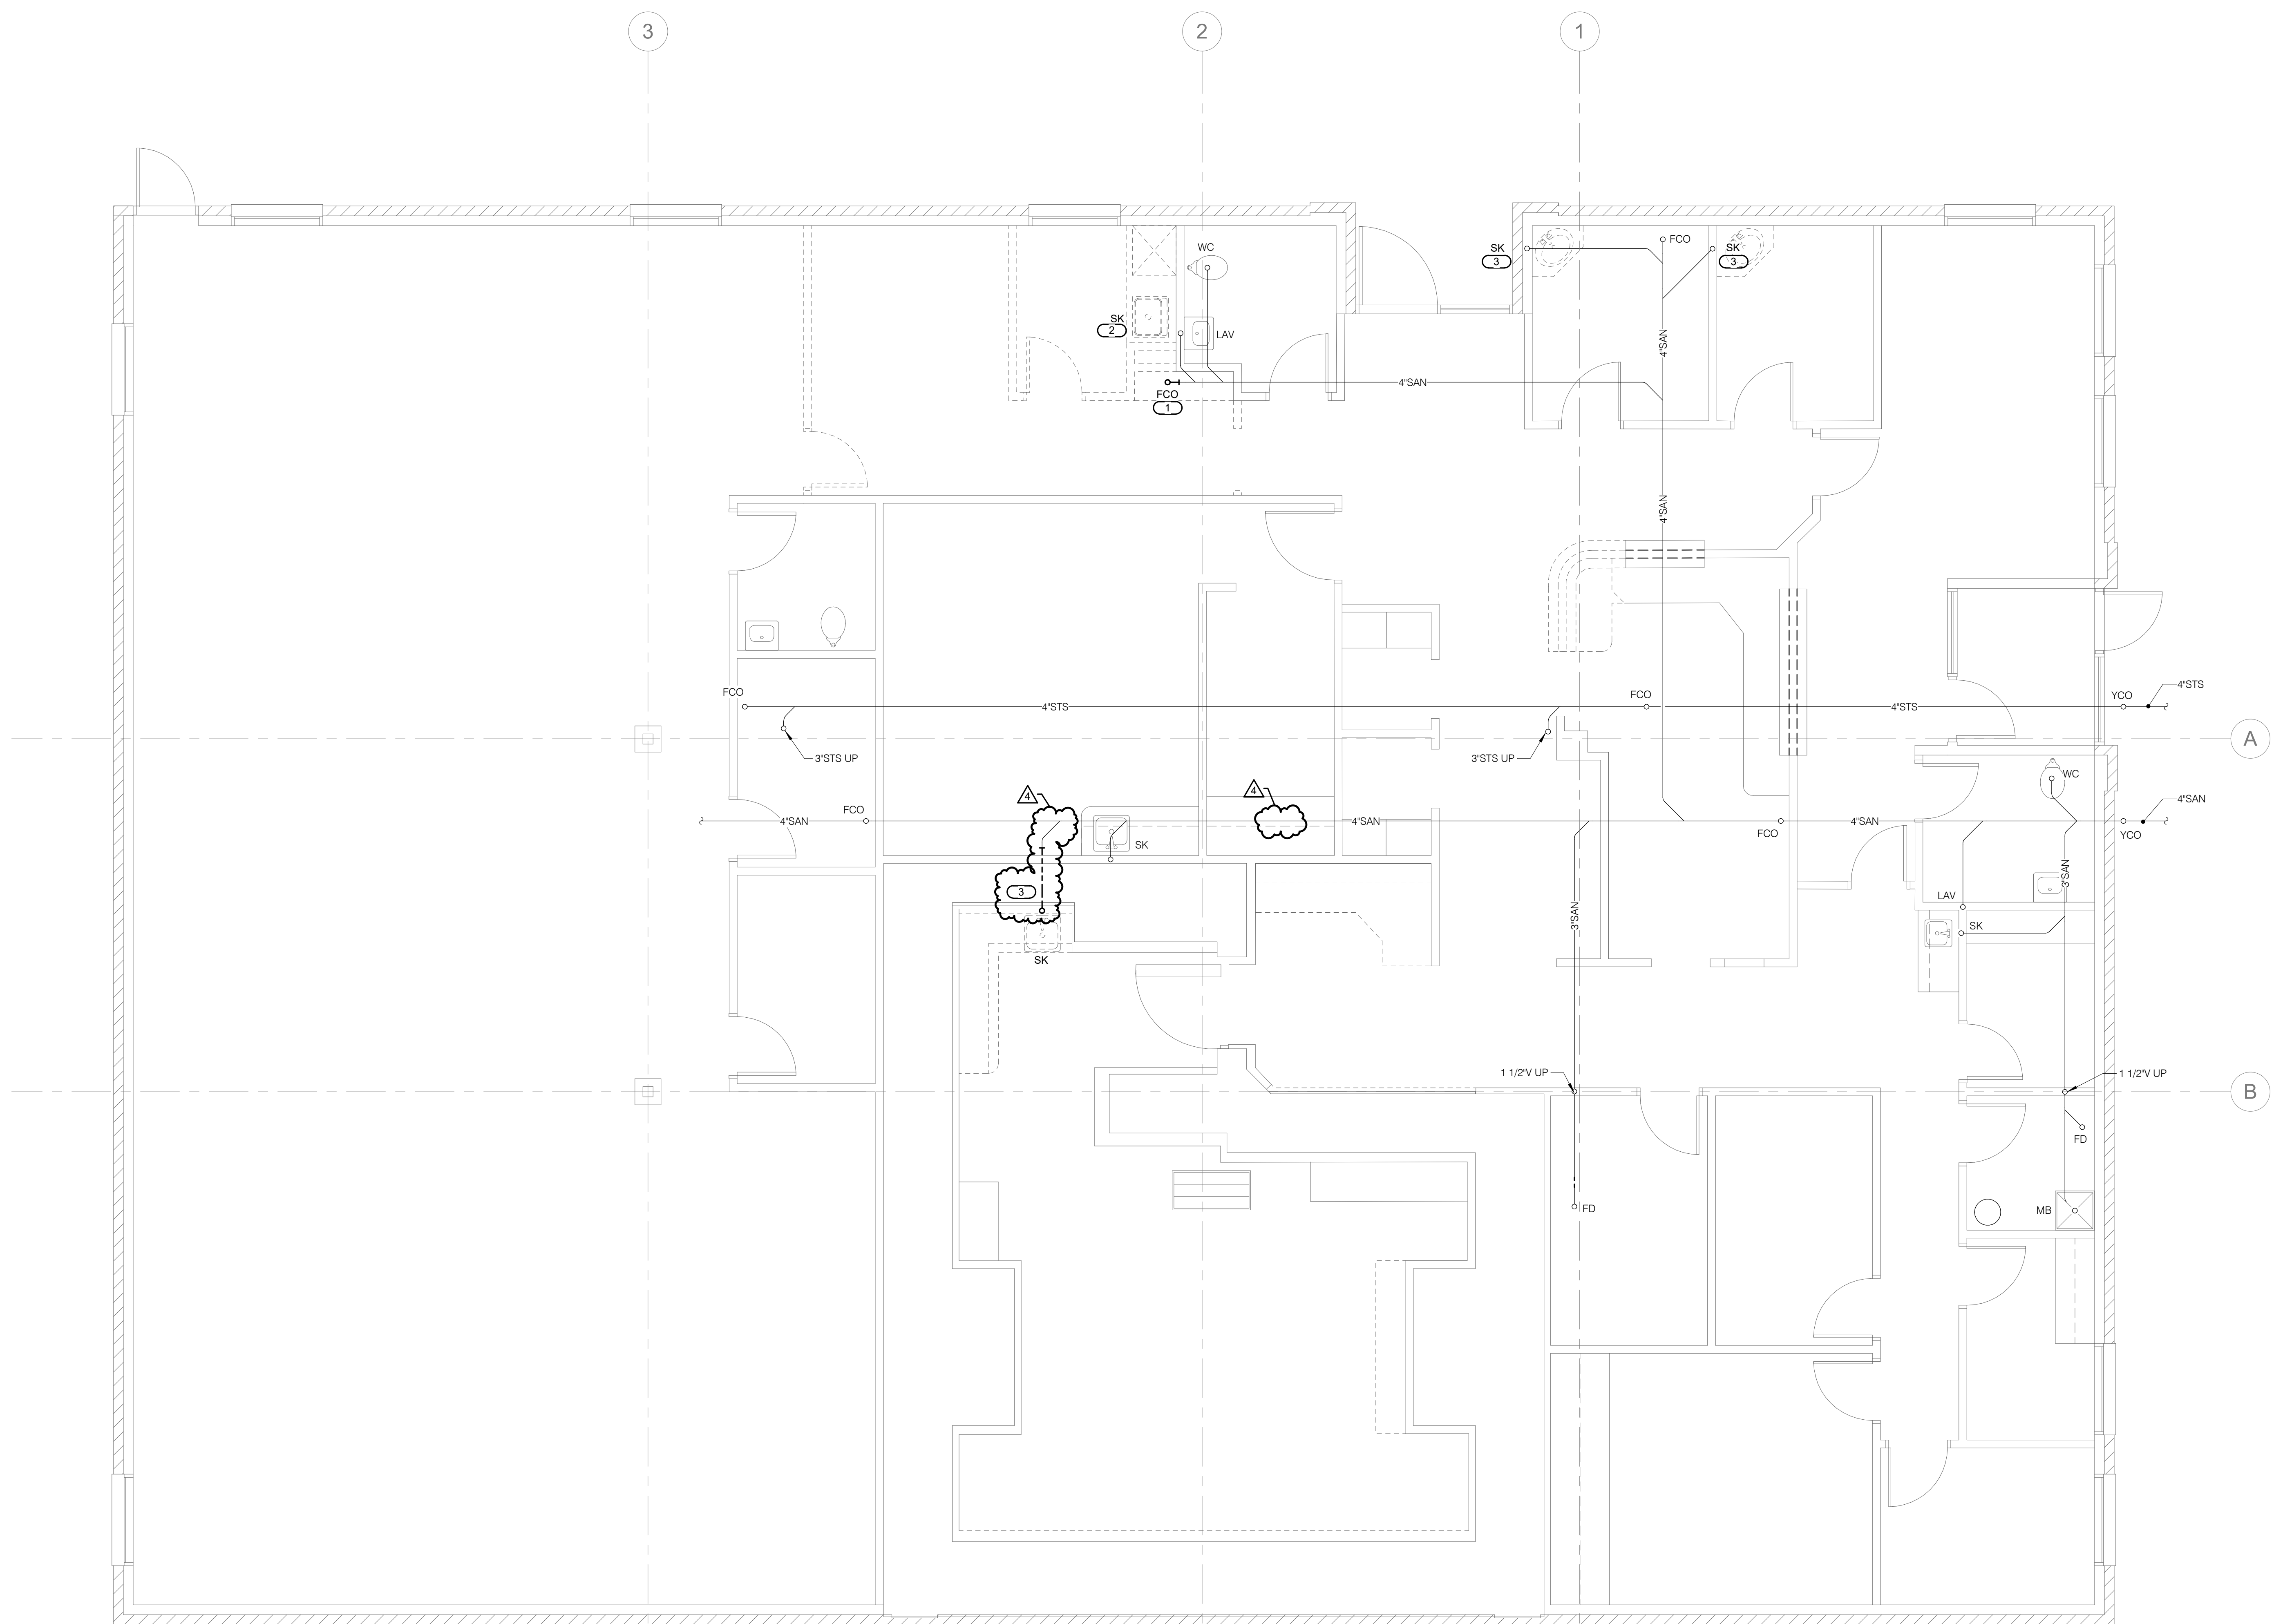 3
2
1
WC
SK
3
FCO
SK
3
SK
2
LAV
4"SAN
4"SAN
FCO
1
4"SAN
4"STS
FCO
4"STS
FCO
4"STS
YCO
A
3"STS UP
3"STS UP
WC
4
4
4"SAN
4"SAN
FCO
4"SAN
4"SAN
FCO
YCO
SK
3"SAN
3
LAV
3"SAN
SK
SK
1 1/2"V UP
1 1/2"V UP
B
FD
FD
MB